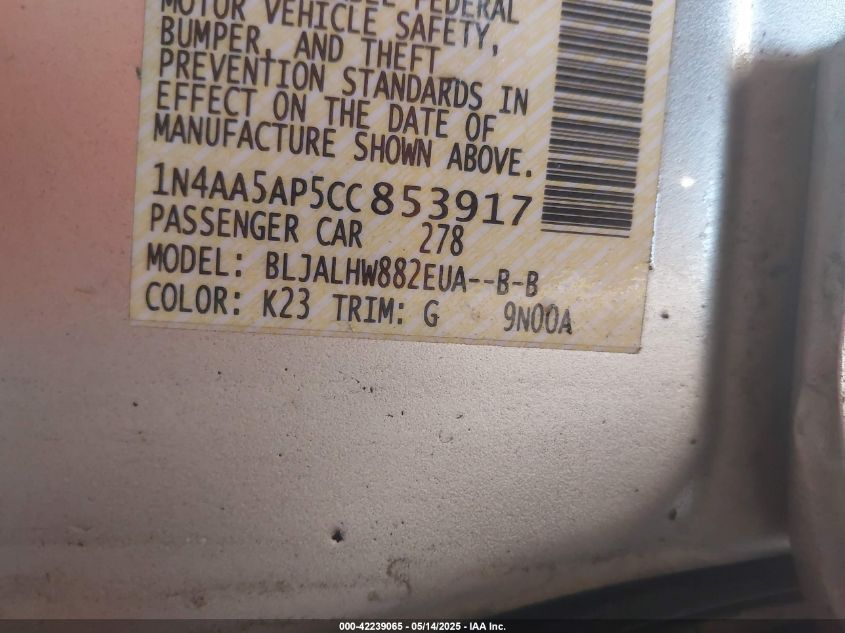 FEDERAL
MOTOR VEHICLE SAFETY,
BUMPER, AND THEFT
PREVENTION STANDARDS IN
EFFECT ON THE DATE OF
MANUFACTURE SHOWN ABOVE.
1N4AA5AP5CC853917
PASSENGER CAR 278
MODEL: BLJALHW882EUA--B-B
COLOR: K23 TRIM: G 9N00A
000-42239065 - 05/14/2025 - IAA Inc.